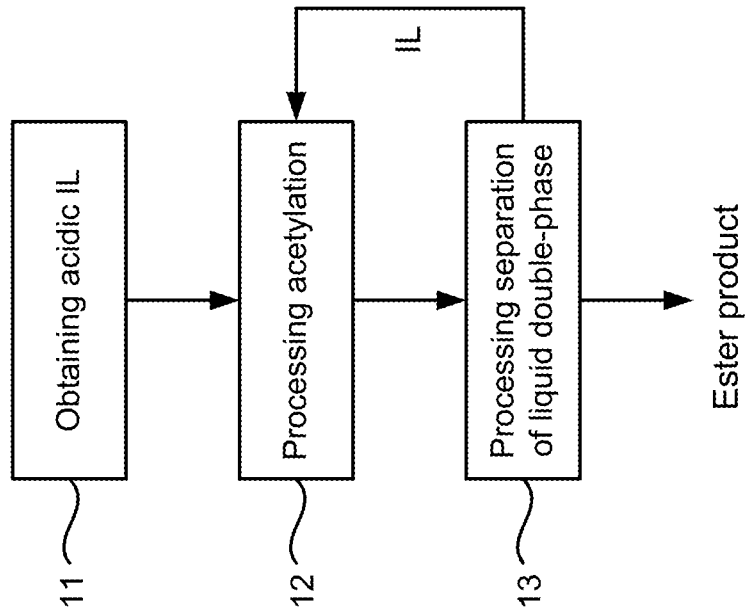 11
Obtaining acidic IL
12
Processing acetylation
IL
13
Processing separation
of liquid double-phase
Ester product